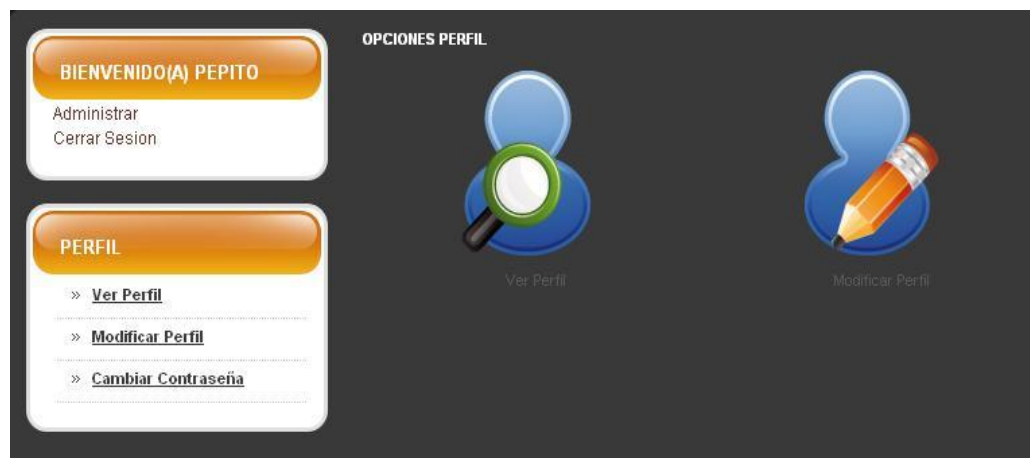 BIENVENIDO(A) PEPITO
Administrar
Cerrar Sesion
PERFIL
» Ver Perfil
» Modificar Perfil
» Cambiar Contraseña
OPCIONES PERFIL
Ver Perfil
Modificar Perfil